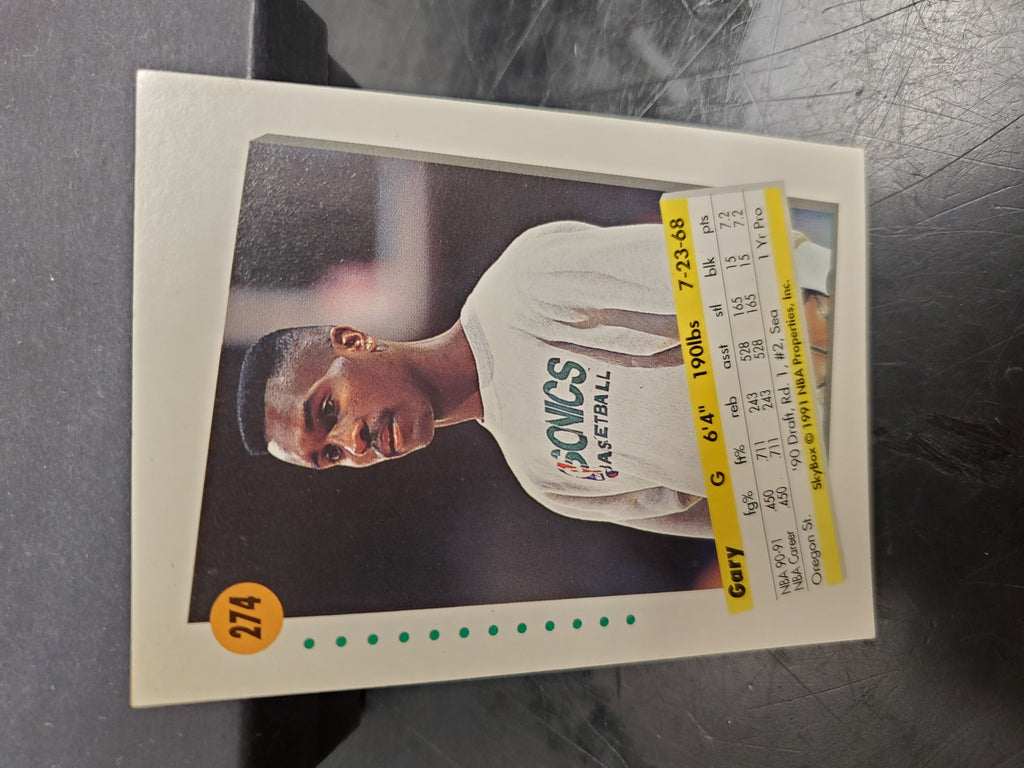 274
SONICS
BASKETBALL
Gary G 6'4" 190lbs 7-23-68
fg% ft% reb asst stl blk pts
NBA 90-91 .450 .711 243 528 165 15 7.2
NBA Career .450 .711 243 528 165 15 7.2
Oregon St. '90 Draft, Rd. 1, #2, Sea 1 Yr Pro
SkyBox © 1991 NBA Properties, Inc.